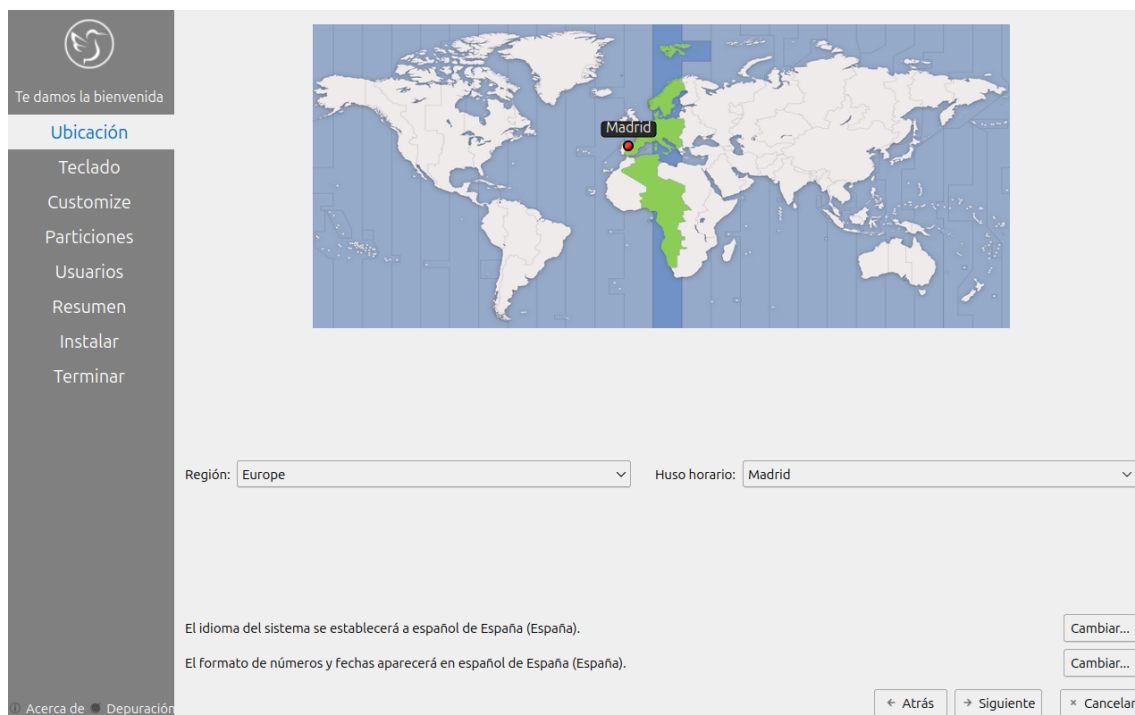 Te damos la bienvenida
Ubicación
Teclado
Customize
Particiones
Usuarios
Resumen
Instalar
Terminar
Acerca de Depuración
Madrid
Región: Europe Huso horario: Madrid
El idioma del sistema se establecerá a español de España (España). Cambiar...
El formato de números y fechas aparecerá en español de España (España). Cambiar...
Atrás Siguiente Cancelar